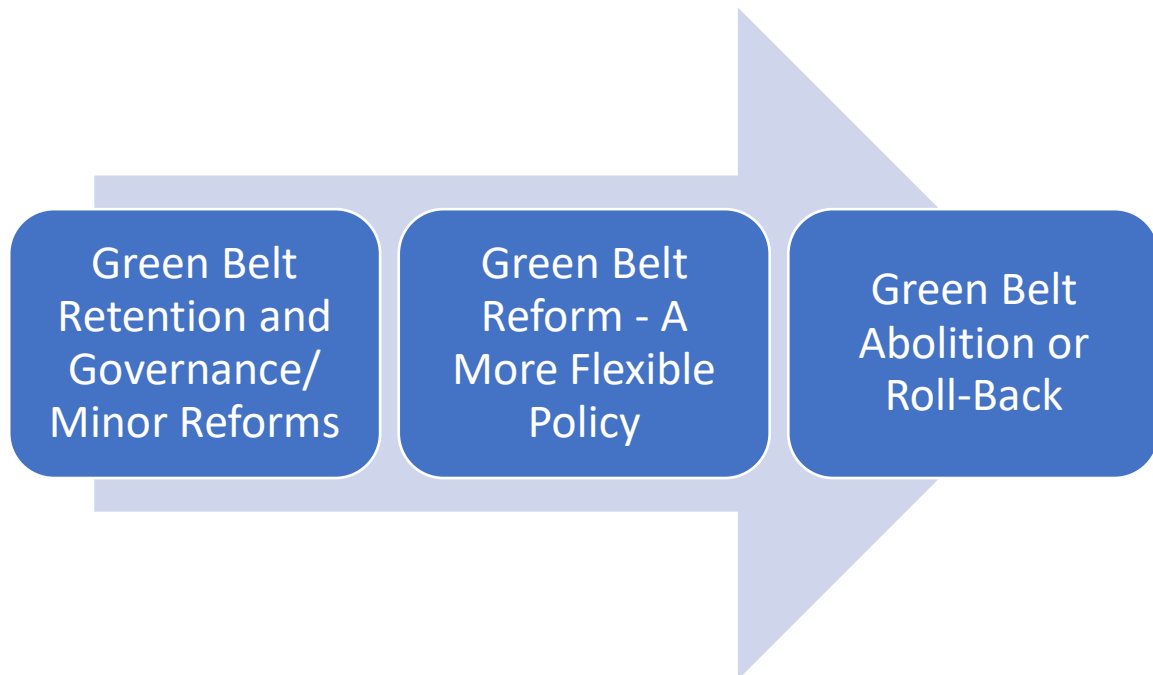 Green Belt
Retention and
Governance/
Minor Reforms
Green Belt
Reform - A
More Flexible
Policy
Green Belt
Abolition or
Roll-Back